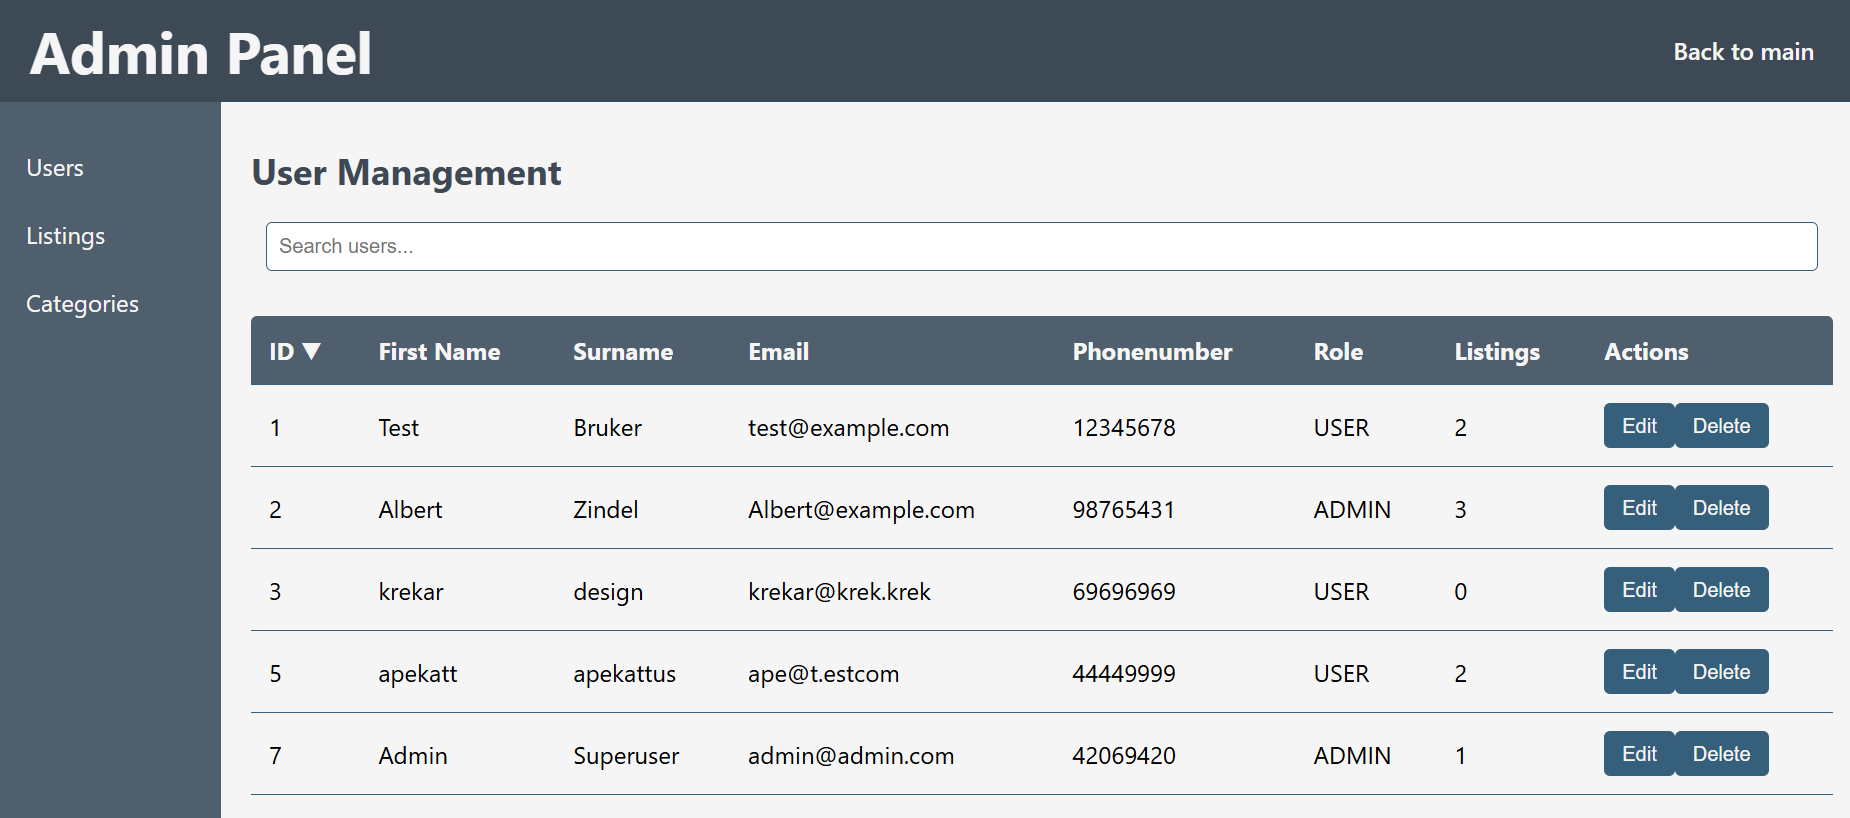 Admin Panel
Back to main
Users
Listings
Categories
User Management
Search users...
ID ▼ First Name Surname Email Phonenumber Role Listings Actions
1 Test Bruker test@example.com 12345678 USER 2 Edit Delete
2 Albert Zindel Albert@example.com 98765431 ADMIN 3 Edit Delete
3 krekar design krekar@krek.krek 69696969 USER 0 Edit Delete
5 apekatt apekattus ape@t.estcom 44449999 USER 2 Edit Delete
7 Admin Superuser admin@admin.com 42069420 ADMIN 1 Edit Delete